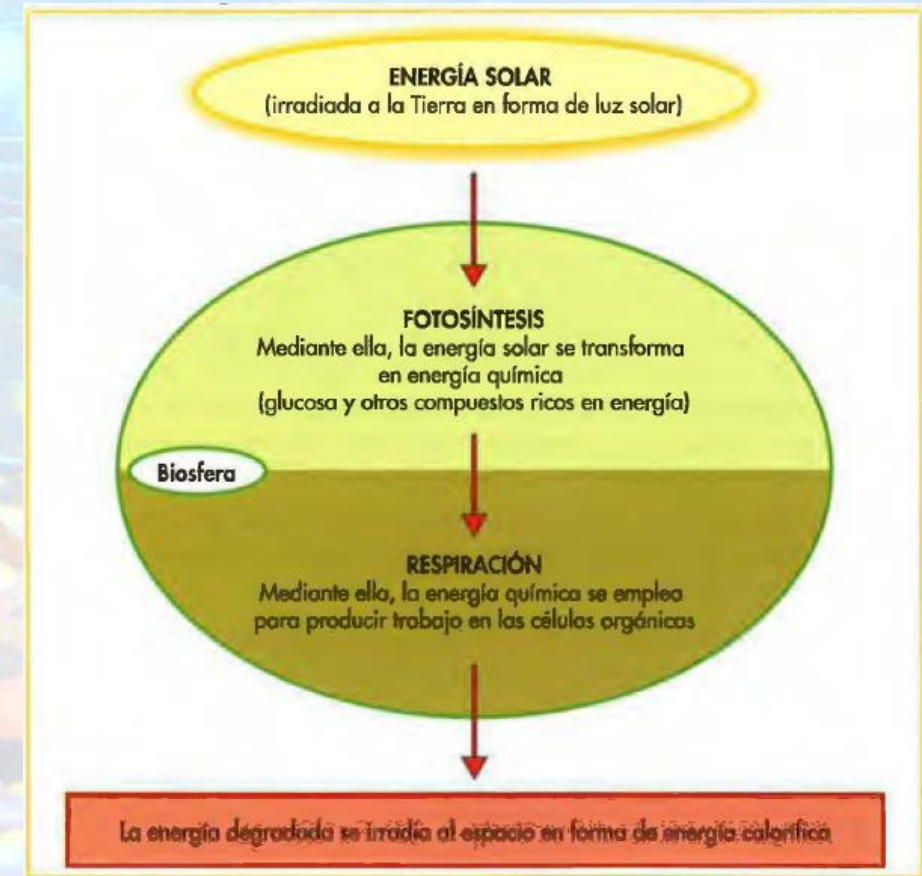 ENERGÍA SOLAR
(irradiada a la Tierra en forma de luz solar)
FOTOSÍNTESIS
Mediante ella, la energía solar se transforma
en energía química
(glucosa y otros compuestos ricos en energía)
Biosfera
RESPIRACIÓN
Mediante ella, la energía química se emplea
para producir trabajo en las células orgánicas
La energía degradada se irradia al espacio en forma de energía calorífica